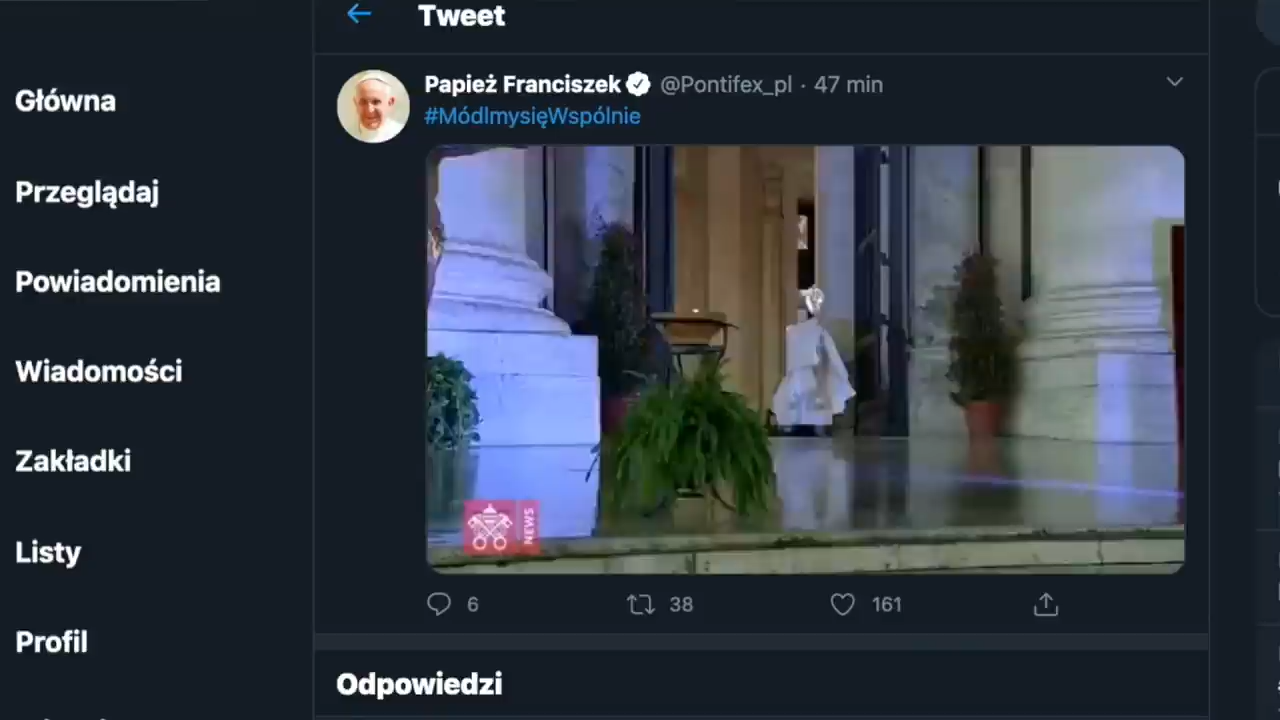 Tweet
Główna
Przeglądaj
Powiadomienia
Wiadomości
Zakładki
Listy
Profil
Papież Franciszek @Pontifex_pl · 47 min
#MódlmysięWspólnie
NEWS
6
38
161
Odpowiedzi